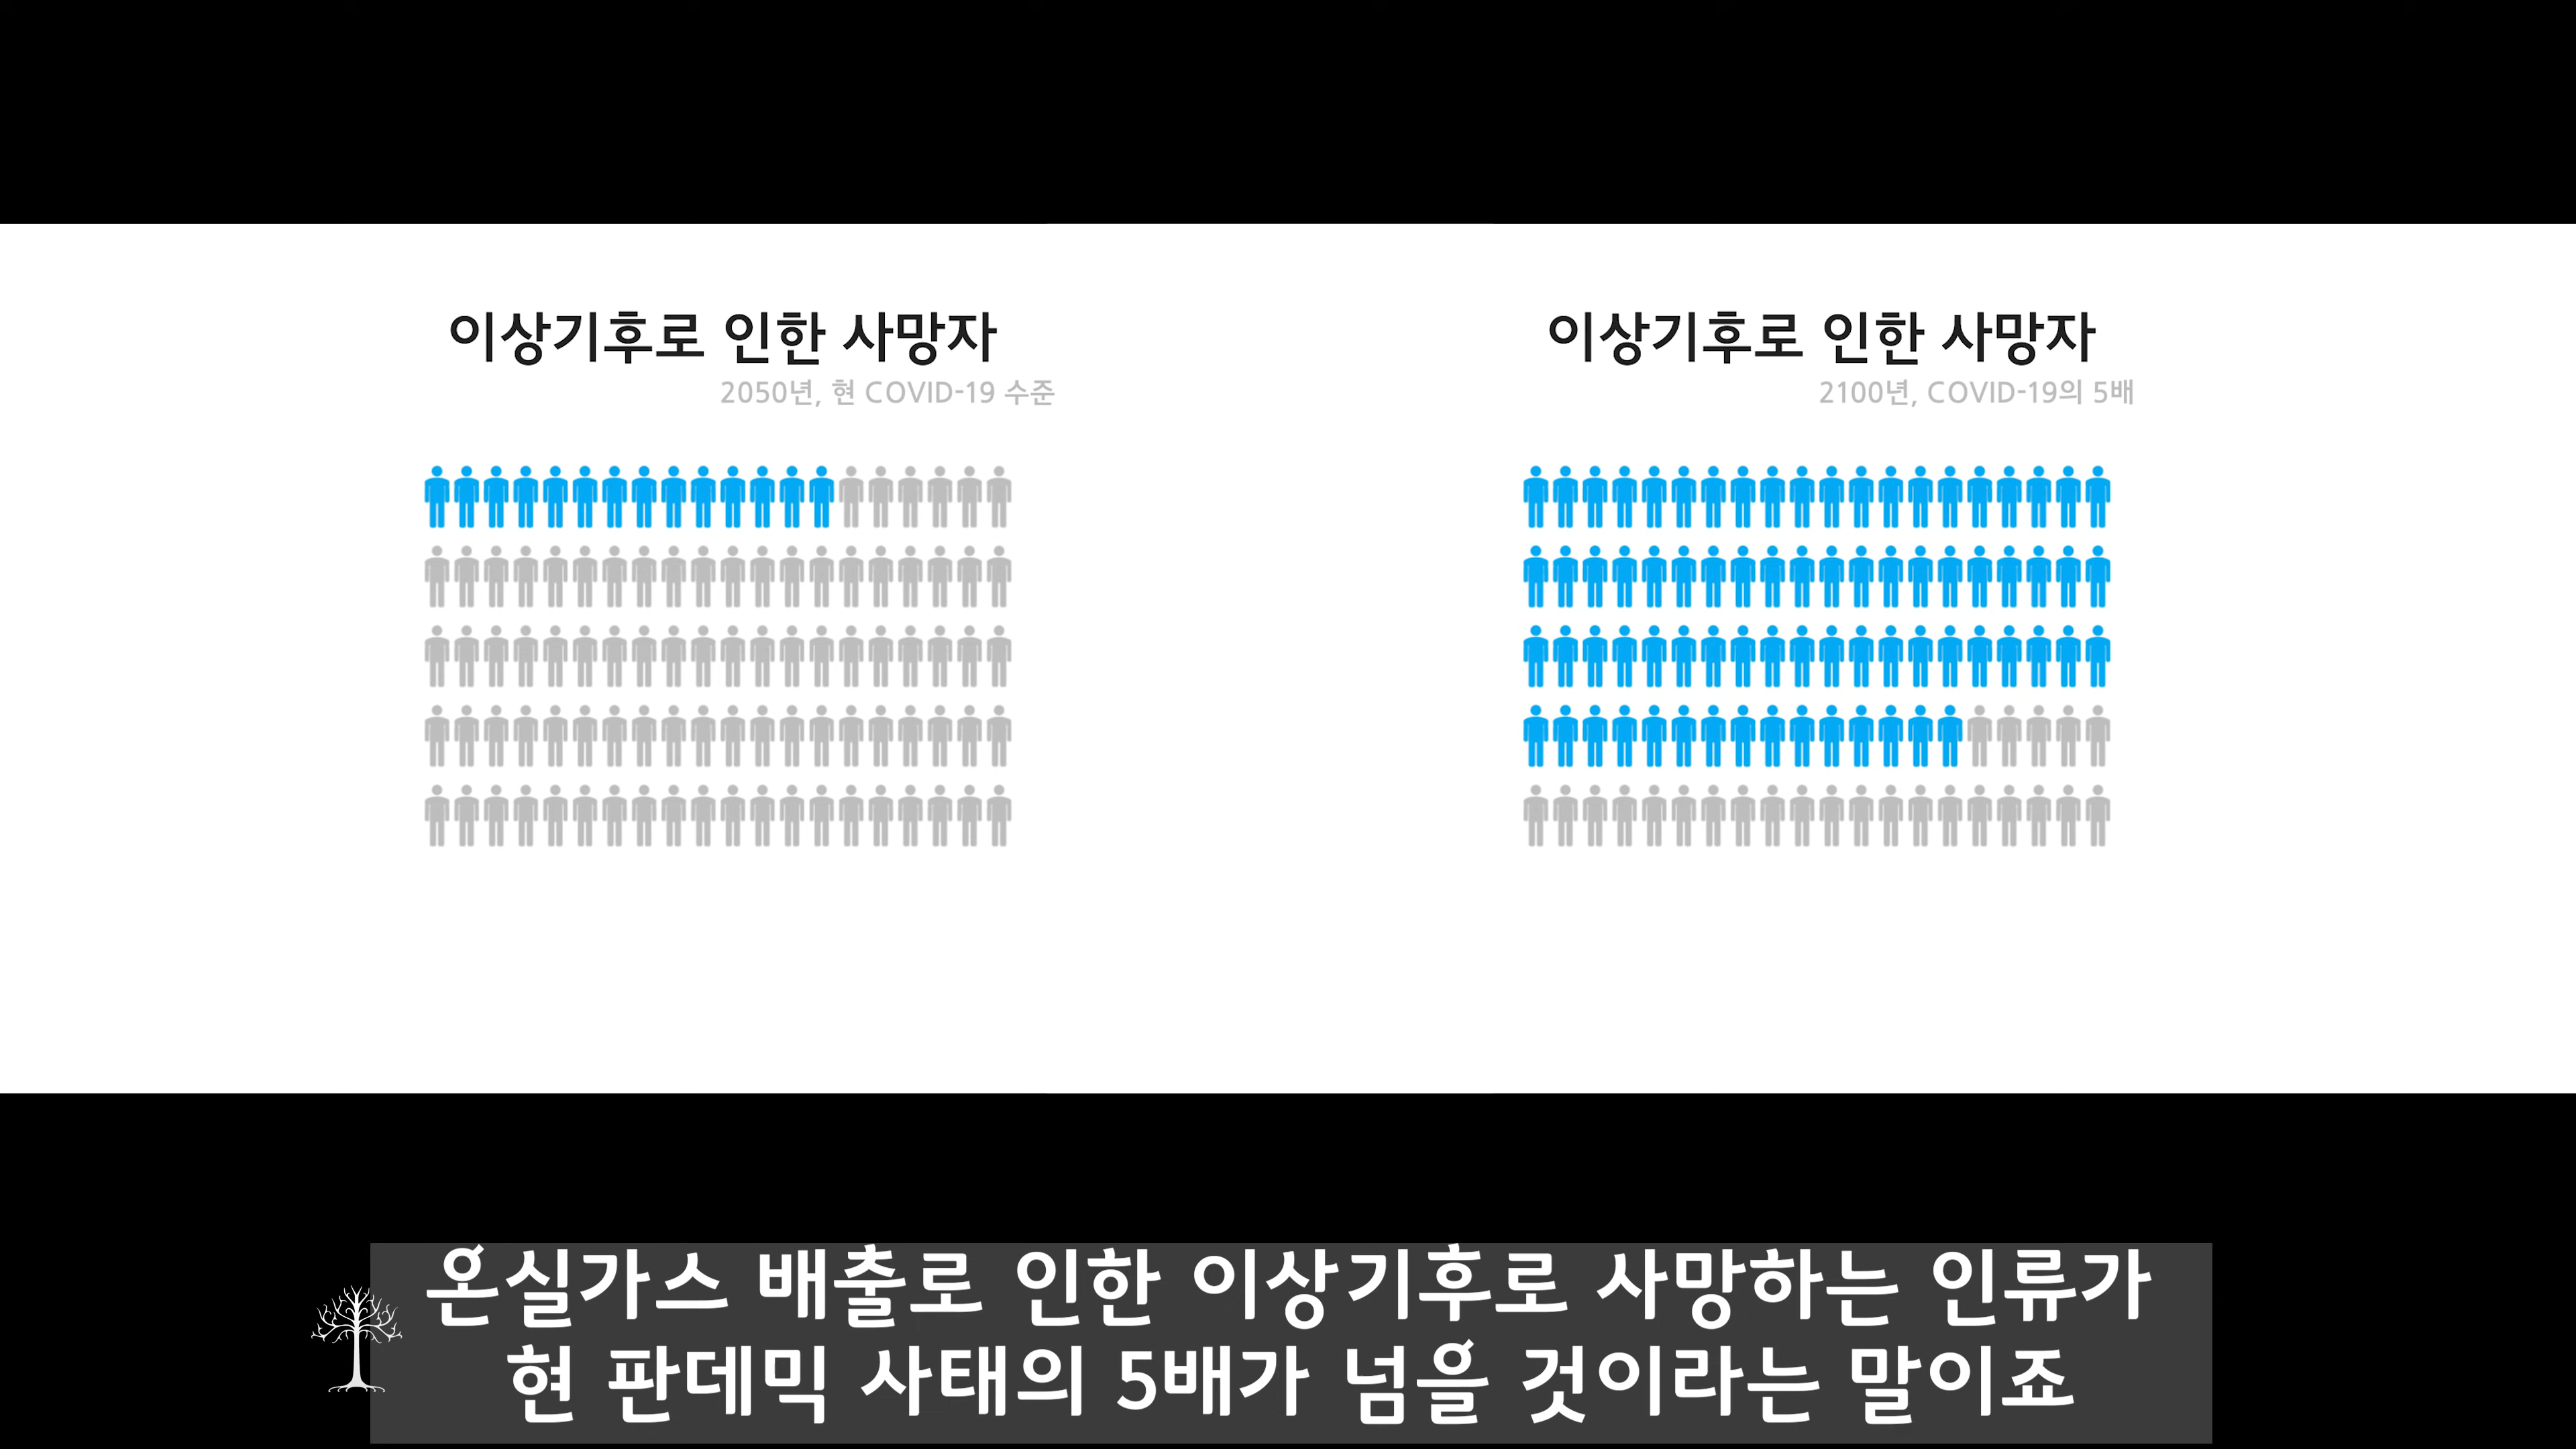 이상기후로 인한 사망자
2050년, 현 COVID-19 수준
이상기후로 인한 사망자
2100년, COVID-19의 5배
온실가스 배출로 인한 이상기후로 사망하는 인류가
현 판데믹 사태의 5배가 넘을 것이라는 말이죠